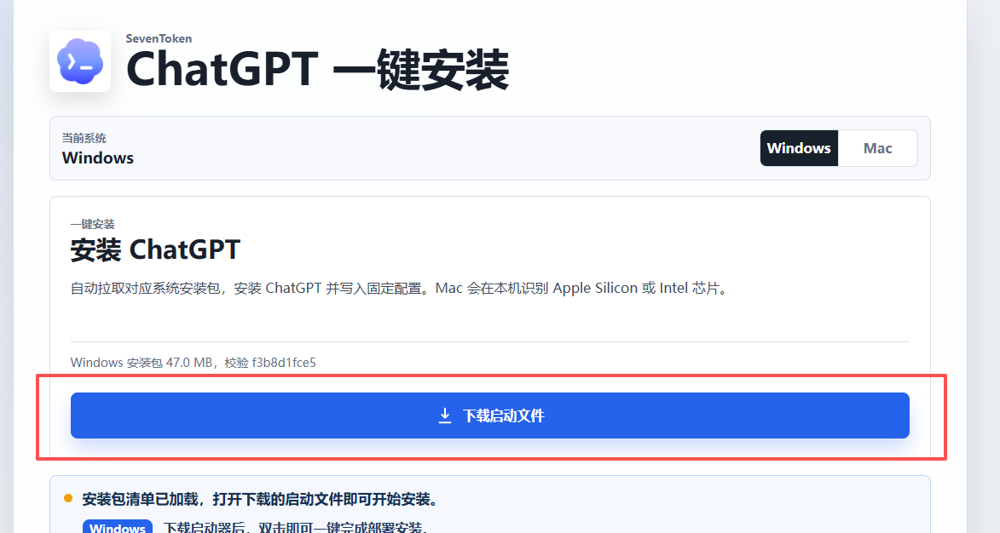 SevenToken
ChatGPT 一键安装
当前系统
Windows
Windows
Mac
一键安装
安装 ChatGPT
自动拉取对应系统安装包，安装 ChatGPT 并写入固定配置。Mac 会在本机识别 Apple Silicon 或 Intel 芯片。
Windows 安装包 47.0 MB，校验 f3b8d1fce5
下载启动文件
安装包清单已加载，打开下载的启动文件即可开始安装。
Windows 下载启动器后，双击即可一键完成部署安装。